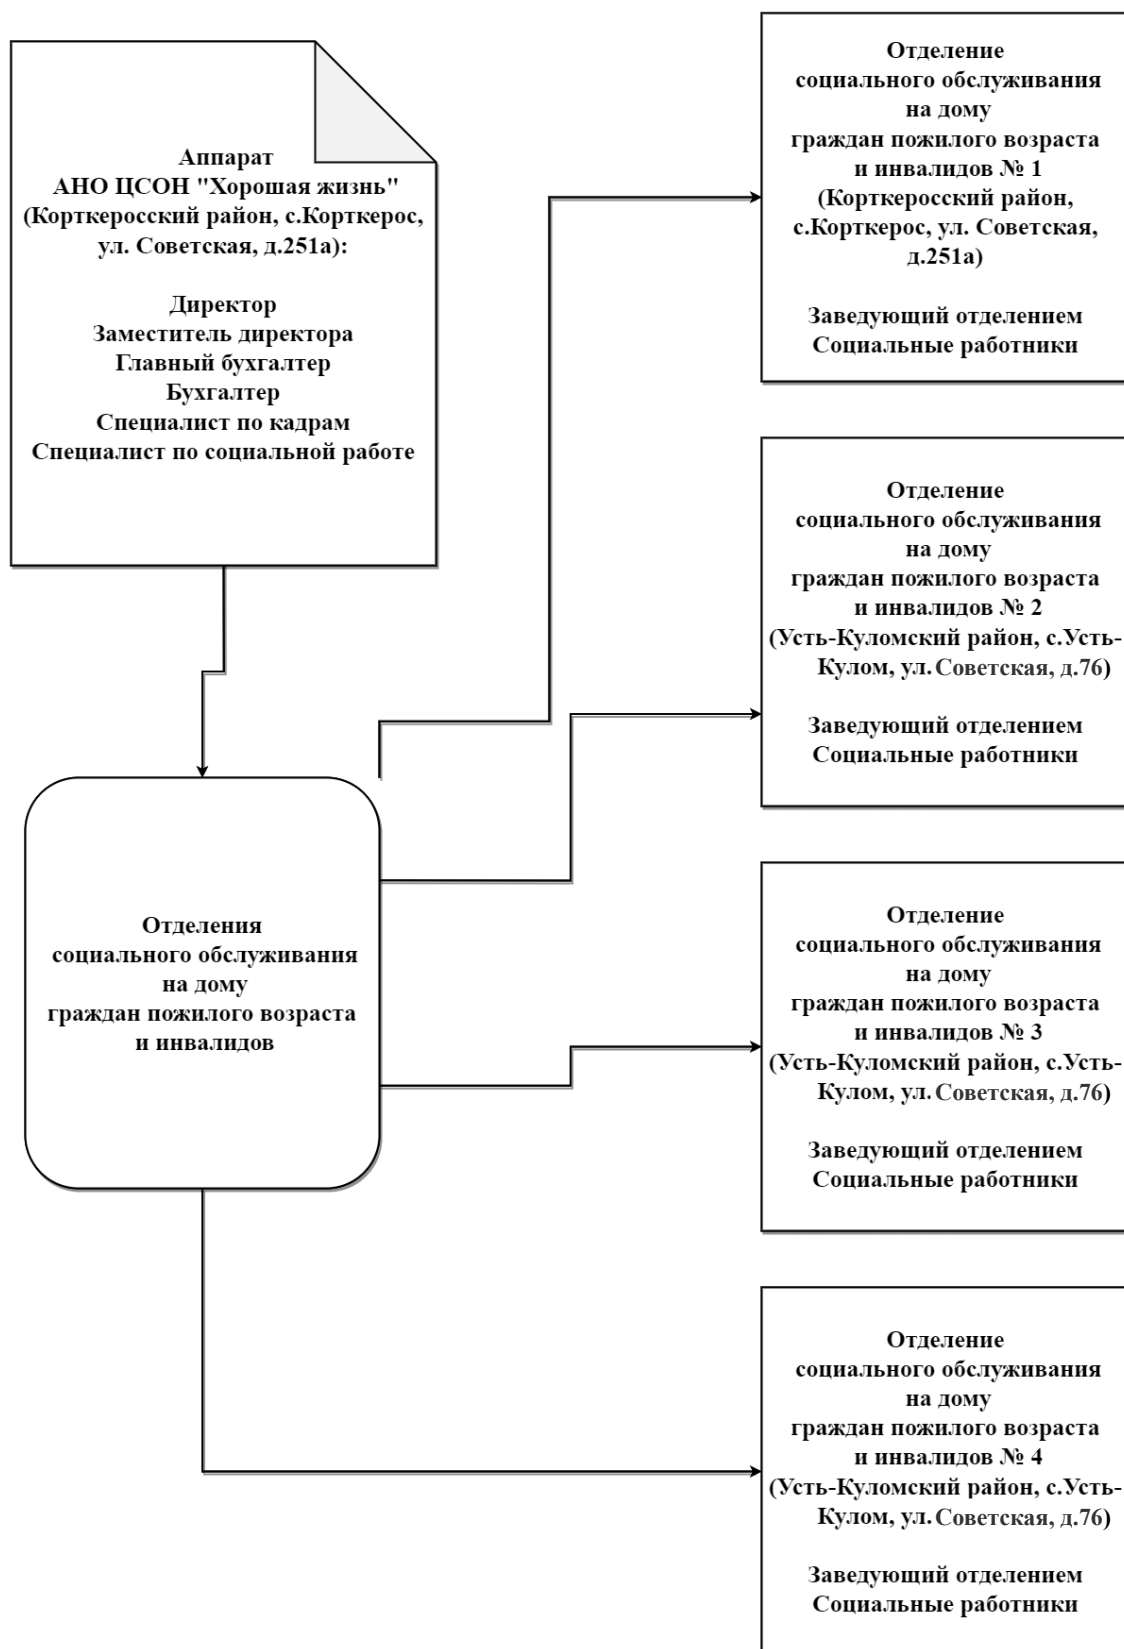 Аппарат
АНО ЦСОН "Хорошая жизнь"
(Корткеросский район, с.Корткерос,
ул. Советская, д.251а):
Директор
Заместитель директора
Главный бухгалтер
Бухгалтер
Специалист по кадрам
Специалист по социальной работе
Отделения
социального обслуживания
на дому
граждан пожилого возраста
и инвалидов
Отделение
социального обслуживания
на дому
граждан пожилого возраста
и инвалидов № 1
(Корткеросский район,
с.Корткерос, ул. Советская,
д.251а)
Заведующий отделением
Социальные работники
Отделение
социального обслуживания
на дому
граждан пожилого возраста
и инвалидов № 2
(Усть-Куломский район, с.Усть-
Кулом, ул. Советская, д.76)
Заведующий отделением
Социальные работники
Отделение
социального обслуживания
на дому
граждан пожилого возраста
и инвалидов № 3
(Усть-Куломский район, с.Усть-
Кулом, ул. Советская, д.76)
Заведующий отделением
Социальные работники
Отделение
социального обслуживания
на дому
граждан пожилого возраста
и инвалидов № 4
(Усть-Куломский район, с.Усть-
Кулом, ул. Советская, д.76)
Заведующий отделением
Социальные работники